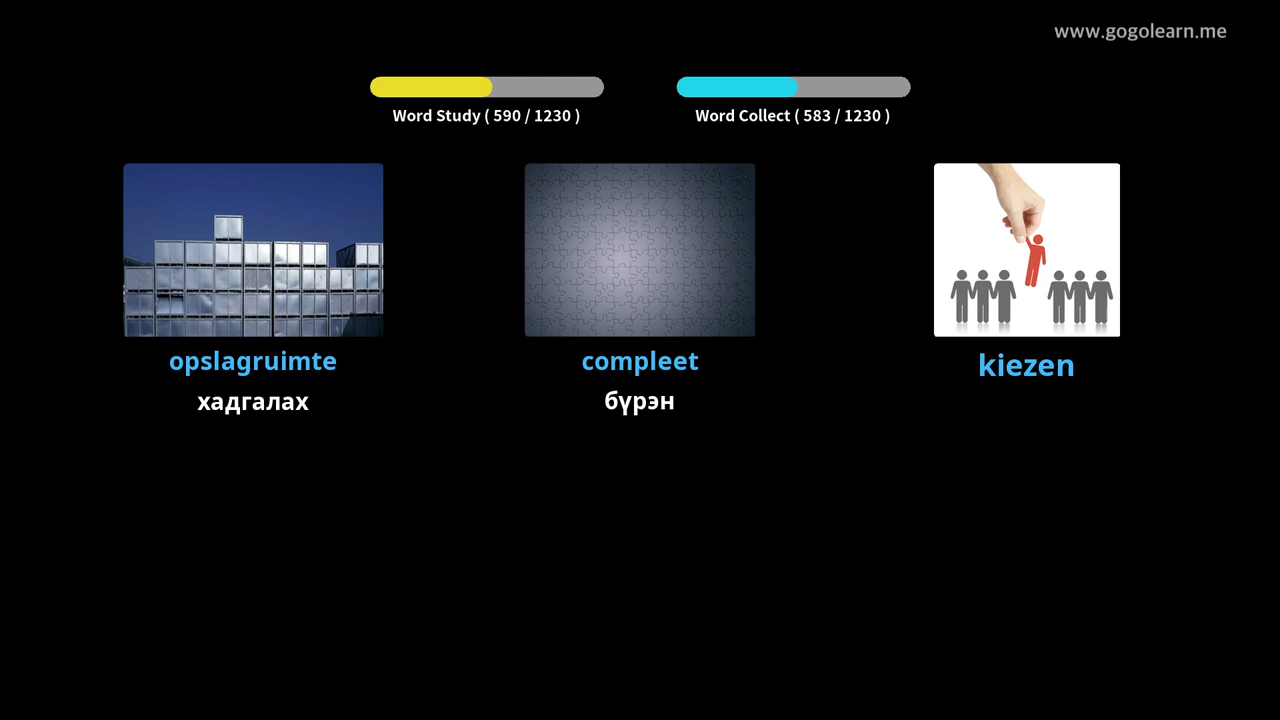 www.gogolearn.me
Word Study ( 590 / 1230 )
Word Collect ( 583 / 1230 )
opslagruimte
compleet
kiezen
хадгалах
бүрэн